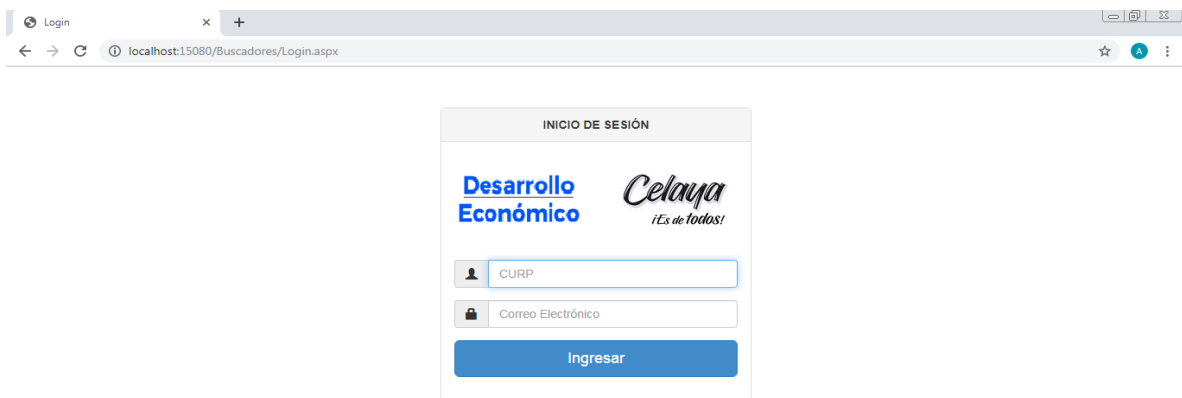 Login
localhost:15080/Buscadores/Login.aspx
A
INICIO DE SESIÓN
Desarrollo
Económico
Celaya
¡Es de todos!
CURP
Correo Electrónico
Ingresar